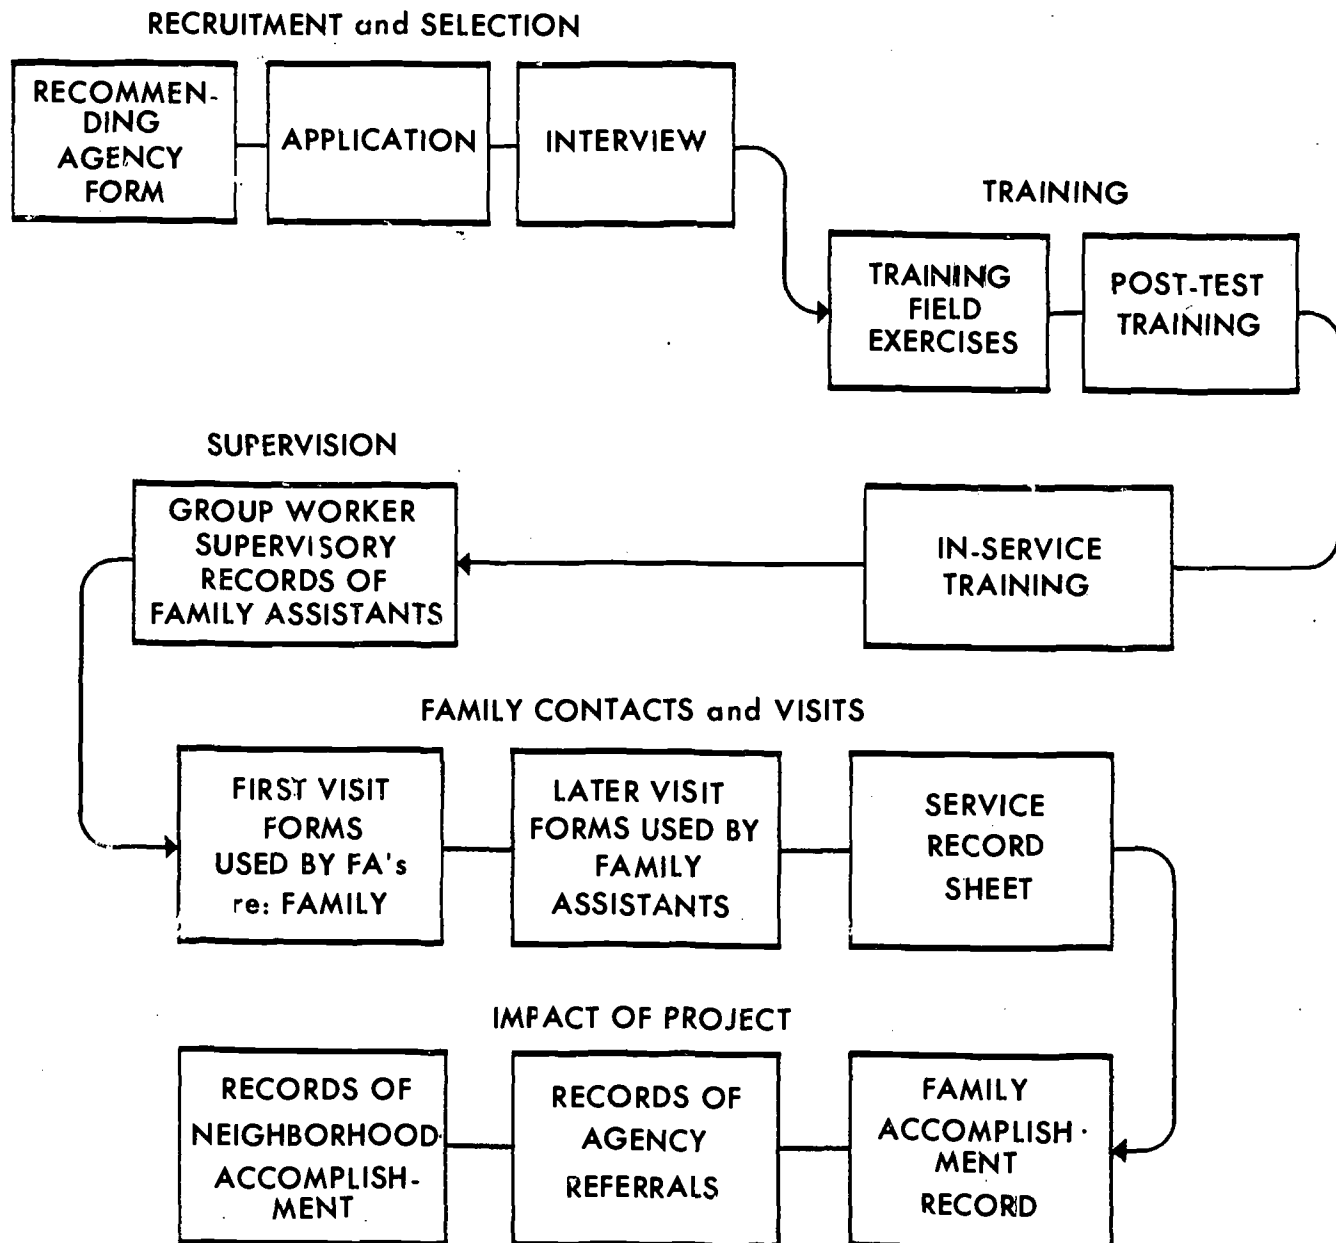 RECRUITMENT and SELECTION
RECOMMEN-
DING
AGENCY
FORM
APPLICATION
INTERVIEW
TRAINING
TRAINING
FIELD
EXERCISES
POST-TEST
TRAINING
IN-SERVICE
TRAINING
SUPERVISION
GROUP WORKER
SUPERVISORY
RECORDS OF
FAMILY ASSISTANTS
FAMILY CONTACTS and VISITS
FIRST VISIT
FORMS
USED BY FA's
re: FAMILY
LATER VISIT
FORMS USED BY
FAMILY
ASSISTANTS
SERVICE
RECORD
SHEET
IMPACT OF PROJECT
FAMILY
ACCOMPLISH-
MENT
RECORD
RECORDS OF
AGENCY
REFERRALS
RECORDS OF
NEIGHBORHOOD
ACCOMPLISH-
MENT